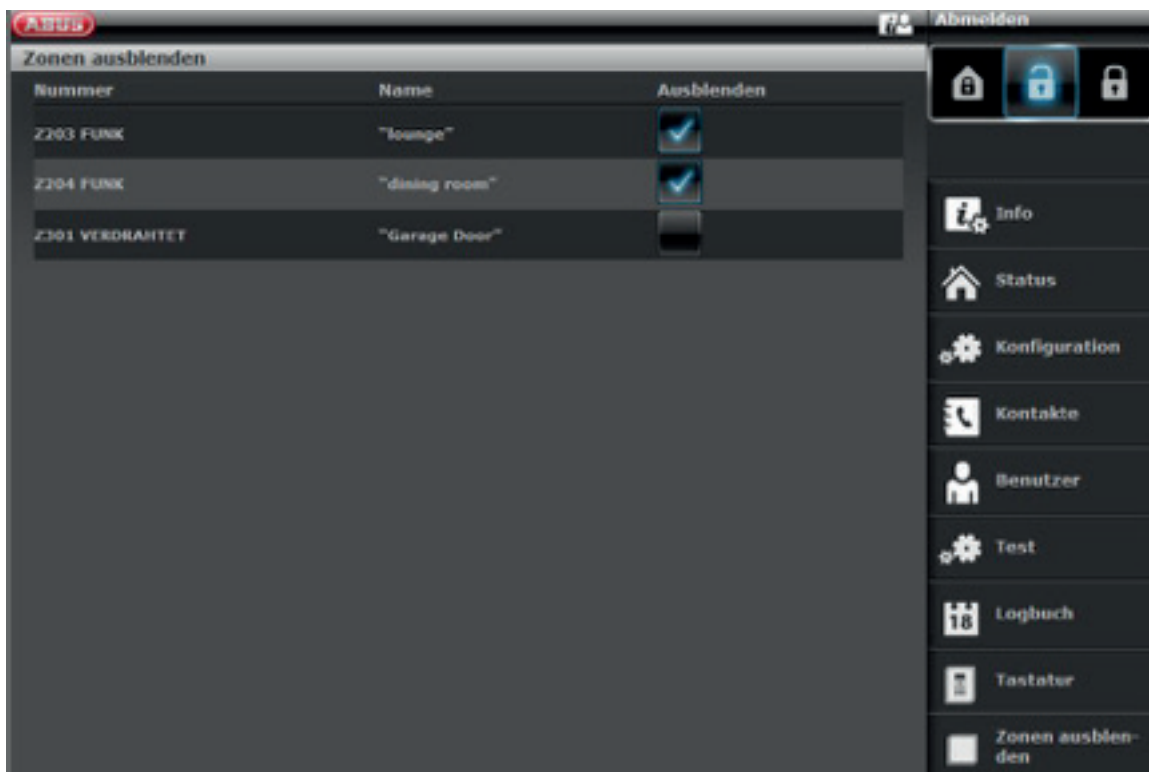 ABUS
Abmelden
Zonen ausblenden
Nummer Name Ausblenden
Z203 FUNK "lounge"
Z204 FUNK "dining room"
Z301 VERDRAHTET "Garage Door"
Info
Status
Konfiguration
Kontakte
Benutzer
Test
18 Logbuch
Tastatur
Zonen ausblen-
den